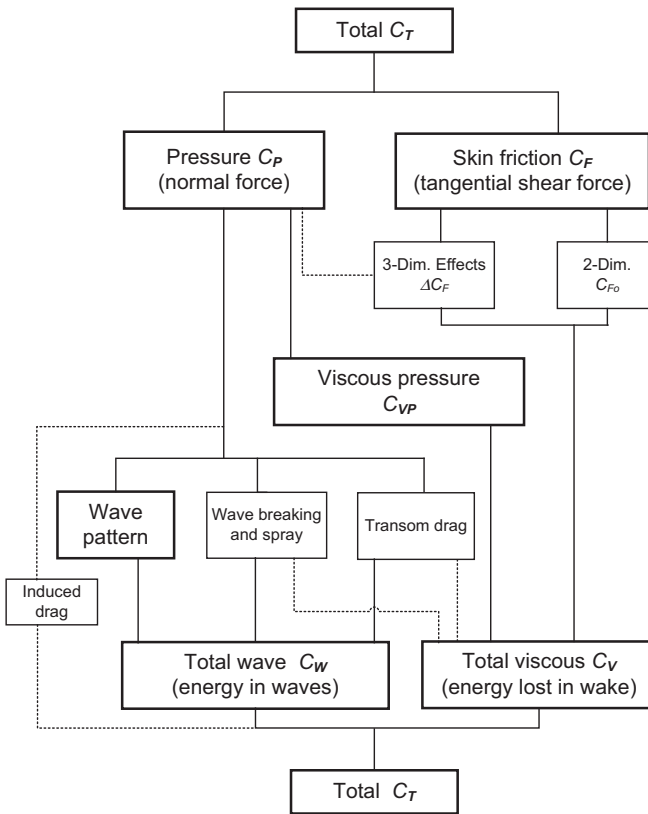 Total C_T
Pressure C_P
(normal force)
Skin friction C_F
(tangential shear force)
3-Dim. Effects
ΔC_F
2-Dim.
C_Fo
Viscous pressure
C_VP
Wave
pattern
Wave breaking
and spray
Transom drag
Induced
drag
Total wave C_W
(energy in waves)
Total viscous C_V
(energy lost in wake)
Total C_T